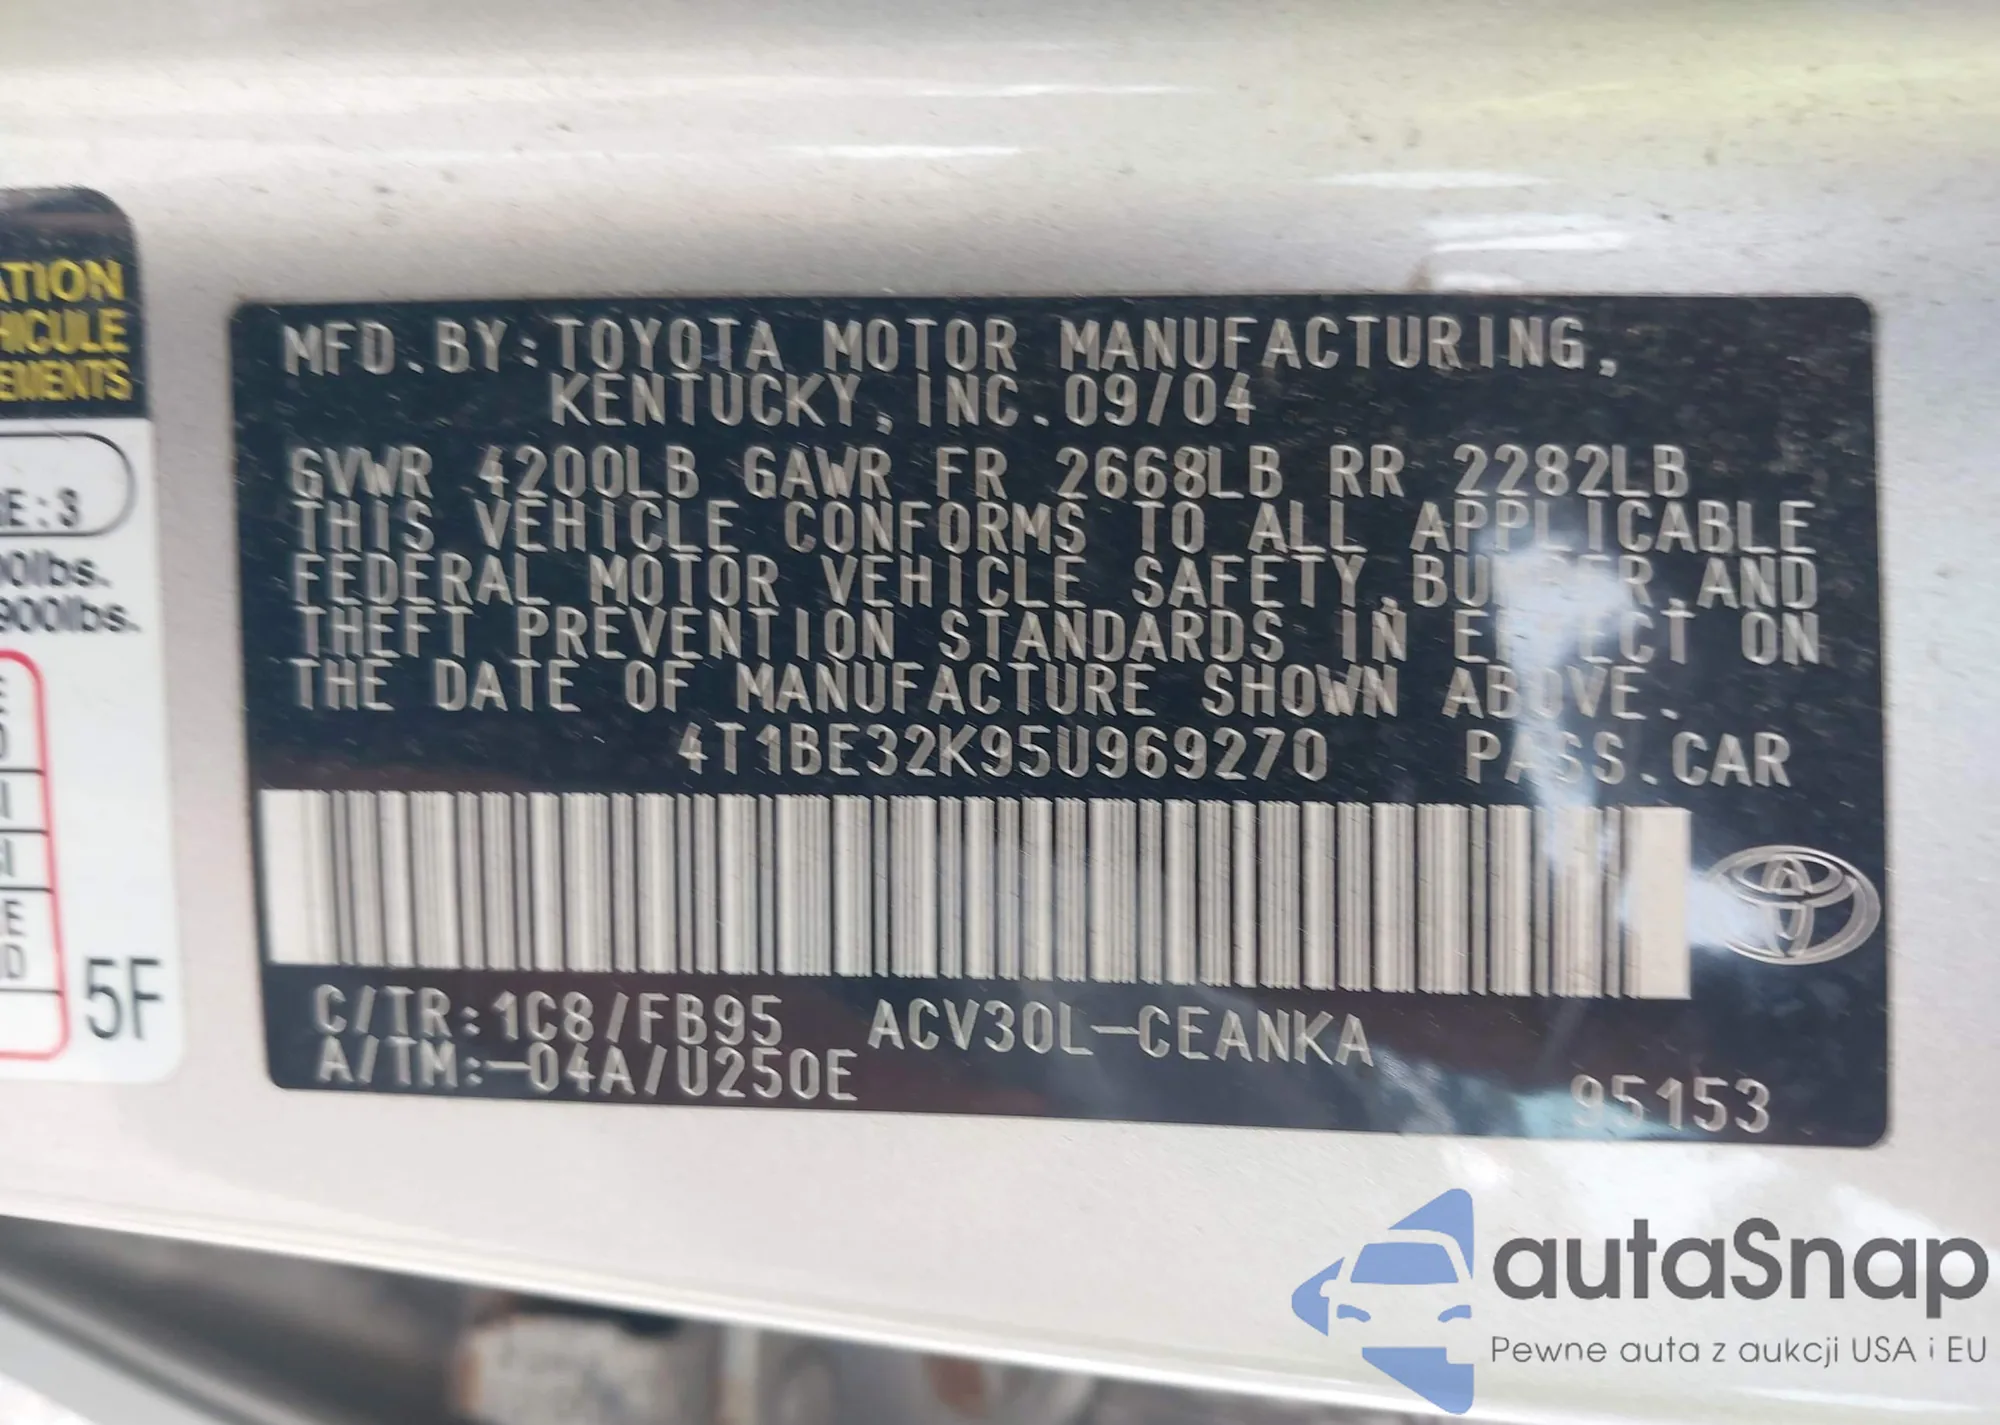 ATION
HICULE
EMENTS
E:3
00lbs.
900lbs.
E
D
I
SI
E
D
5F
MFD.BY:TOYOTA MOTOR MANUFACTURING,
KENTUCKY, INC.09/04
GVWR 4200LB GAWR FR 2668LB RR 2282LB
THIS VEHICLE CONFORMS TO ALL APPLICABLE
FEDERAL MOTOR VEHICLE SAFETY,BUMPER,AND
THEFT PREVENTION STANDARDS IN EFFECT ON
THE DATE OF MANUFACTURE SHOWN ABOVE.
4T1BE32K95U969270 PASS.CAR
C/TR:1C8/FB95 ACV30L-CEANKA
A/TM:-04A/U250E
95153
autaSnap
Pewne auta z aukcji USA i EU